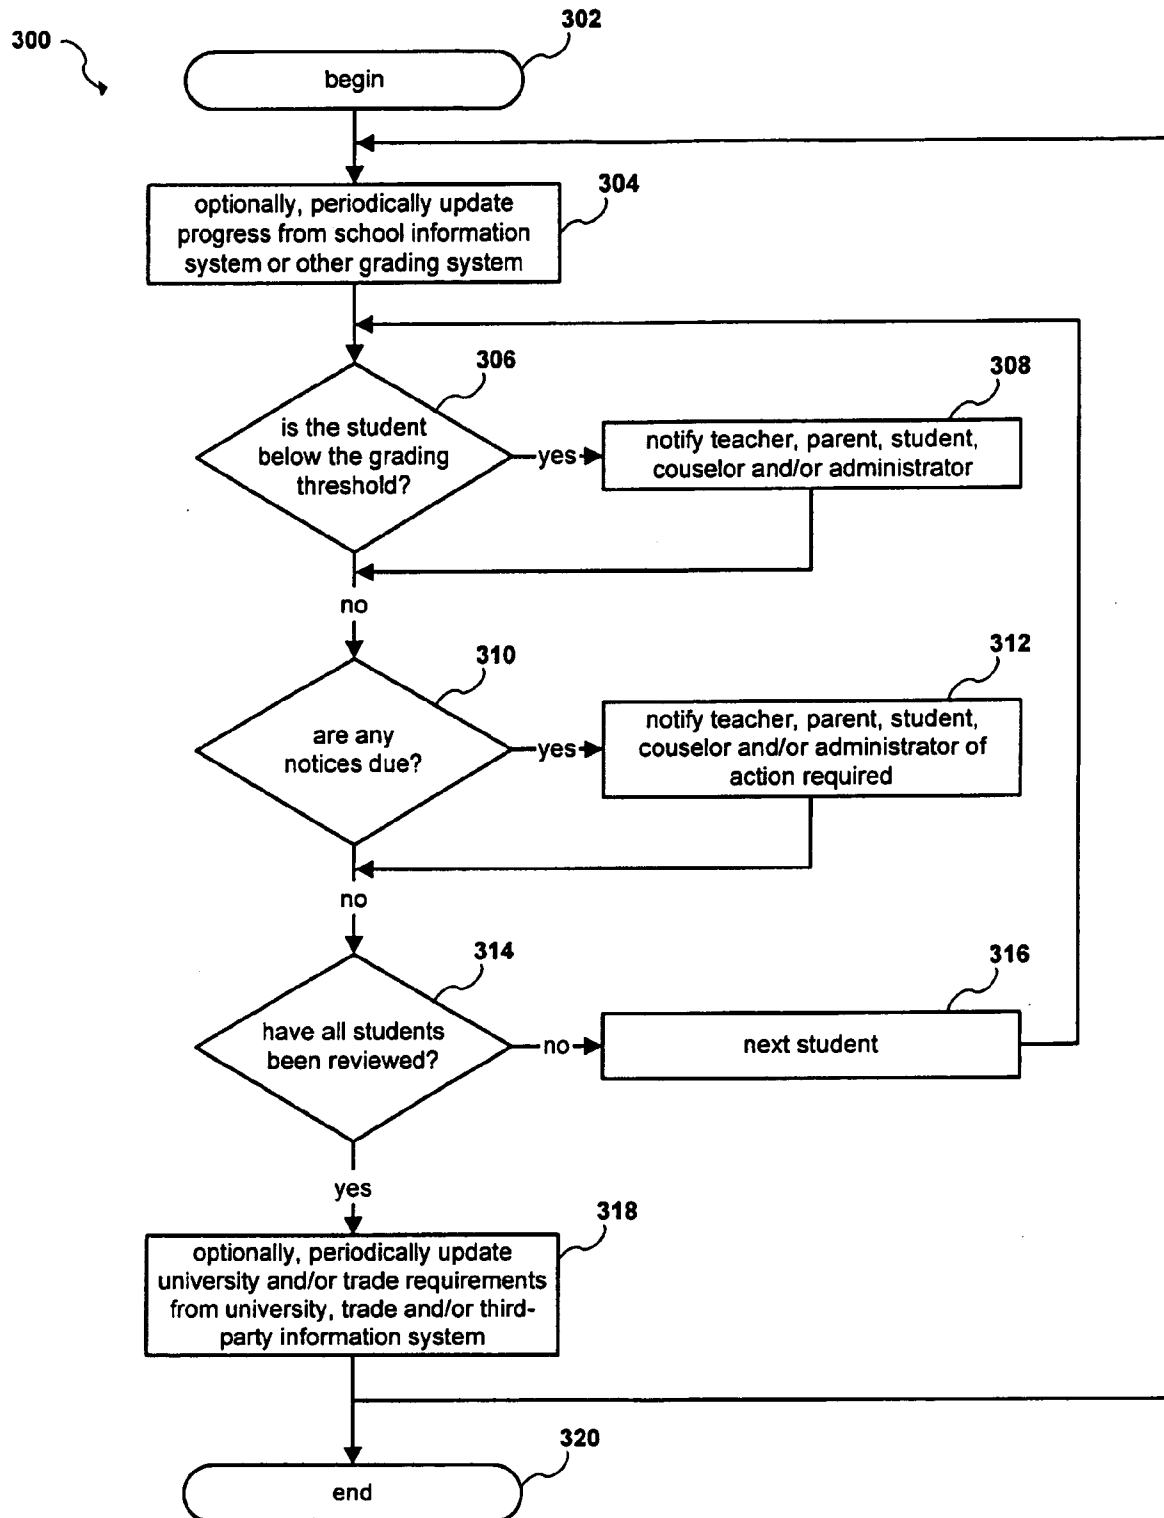 300
302
begin
304
optionally, periodically update
progress from school information
system or other grading system
306
is the student
below the grading
threshold?
yes
308
notify teacher, parent, student,
couselor and/or administrator
no
310
are any
notices due?
yes
312
notify teacher, parent, student,
couselor and/or administrator of
action required
no
314
have all students
been reviewed?
no
316
next student
yes
318
optionally, periodically update
university and/or trade requirements
from university, trade and/or third-
party information system
320
end